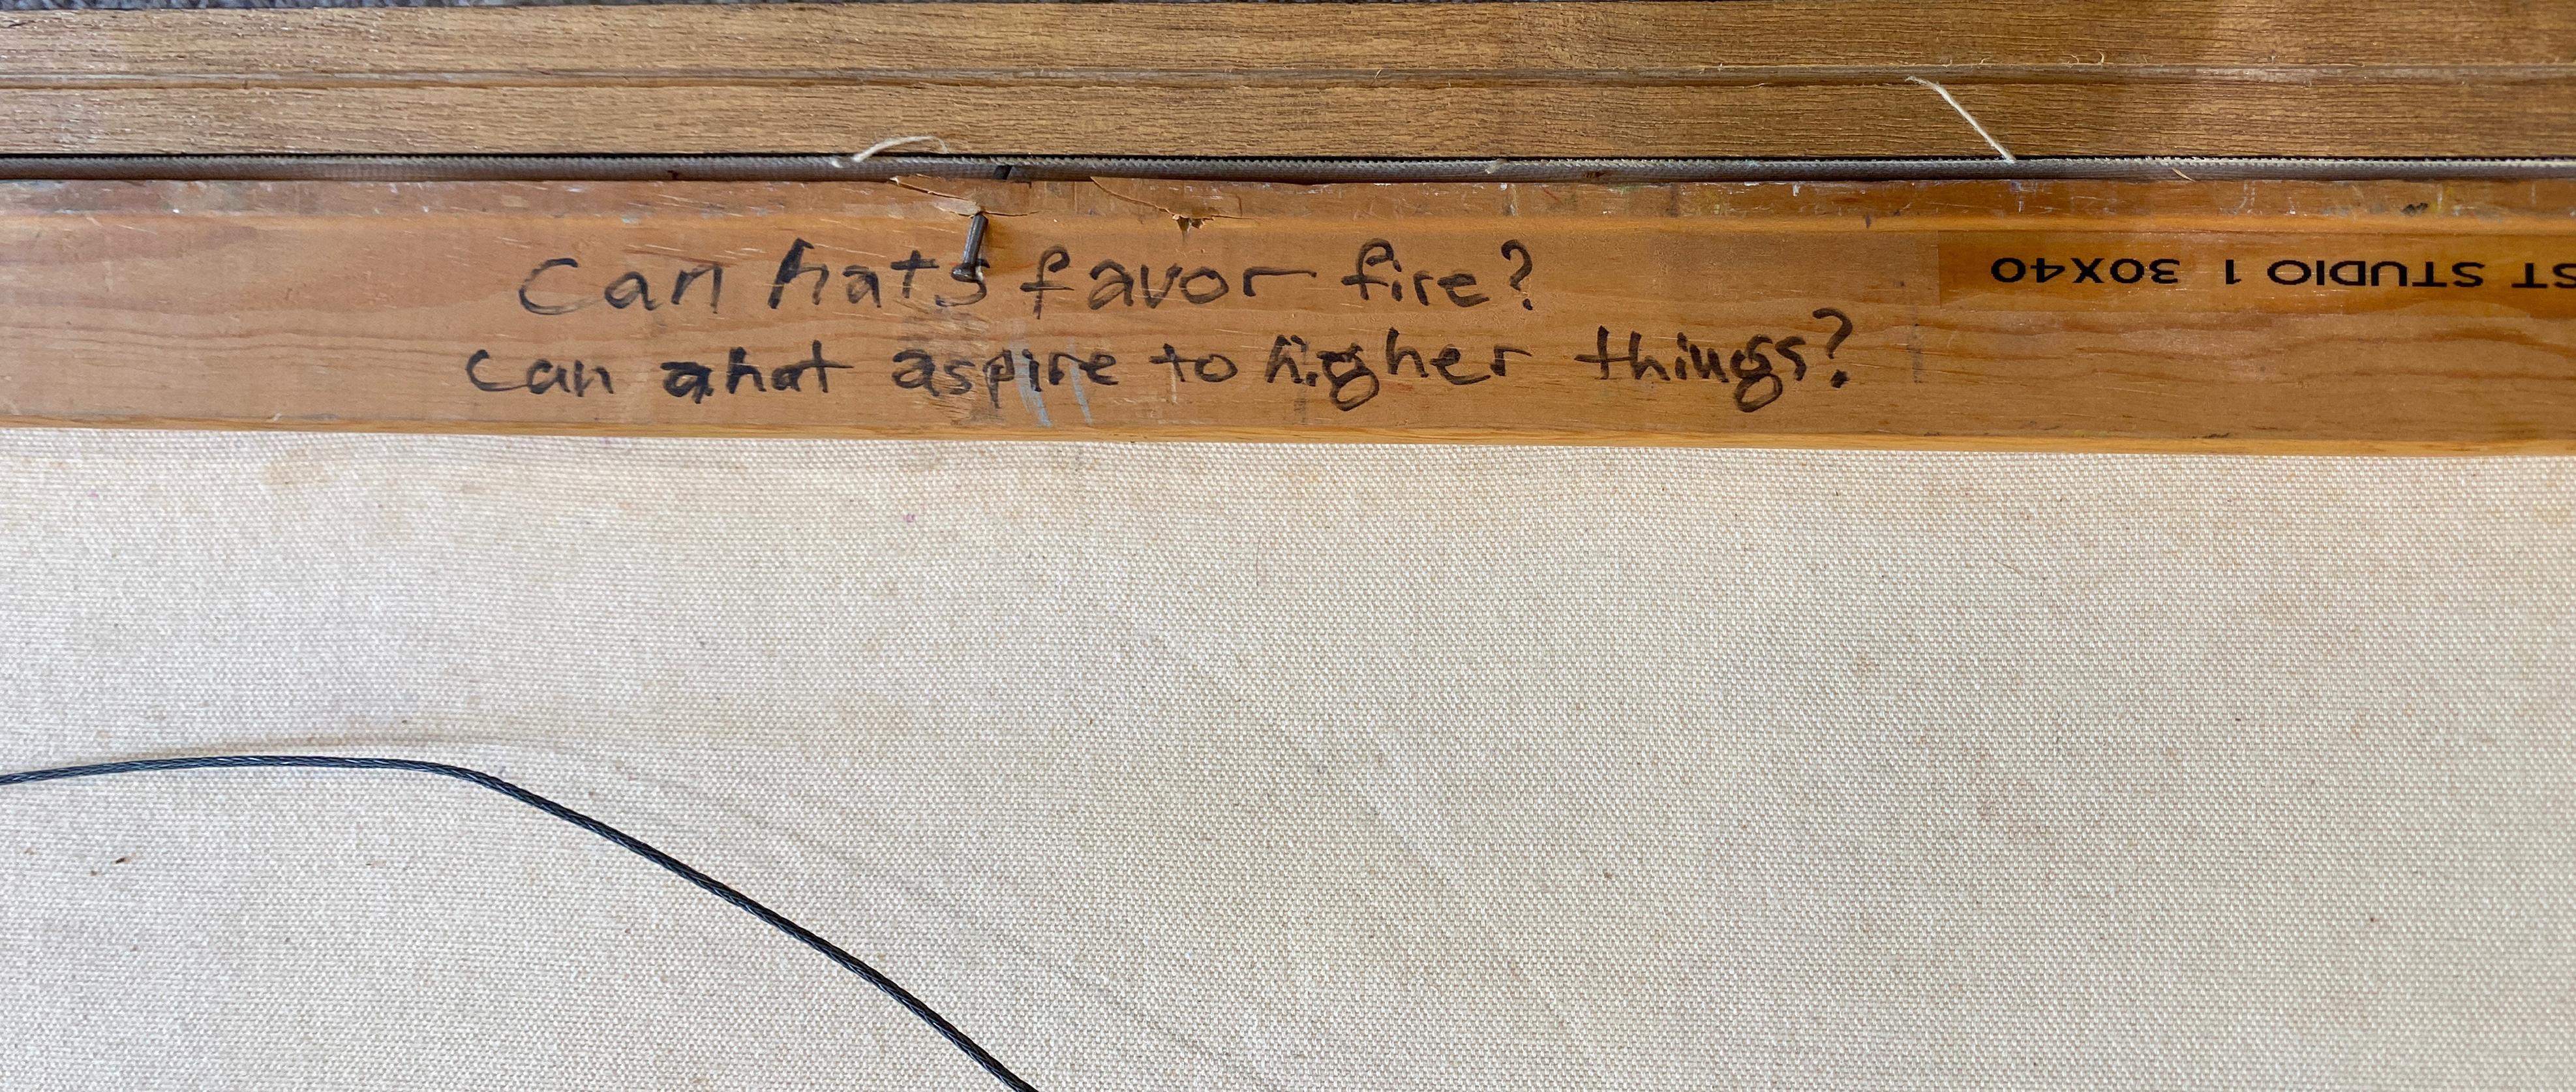 Can hats favor fire?
can a hat aspire to higher things?
ST STUDIO 1 30X40